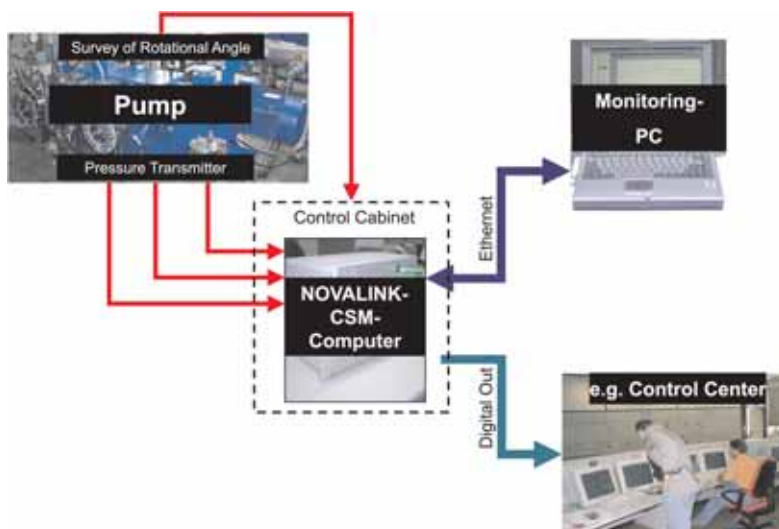 Survey of Rotational Angle
Pump
Pressure Transmitter
Control Cabinet
NOVALINK-
CSM-
Computer
Ethernet
Monitoring-
PC
Digital Out
e.g. Control Center